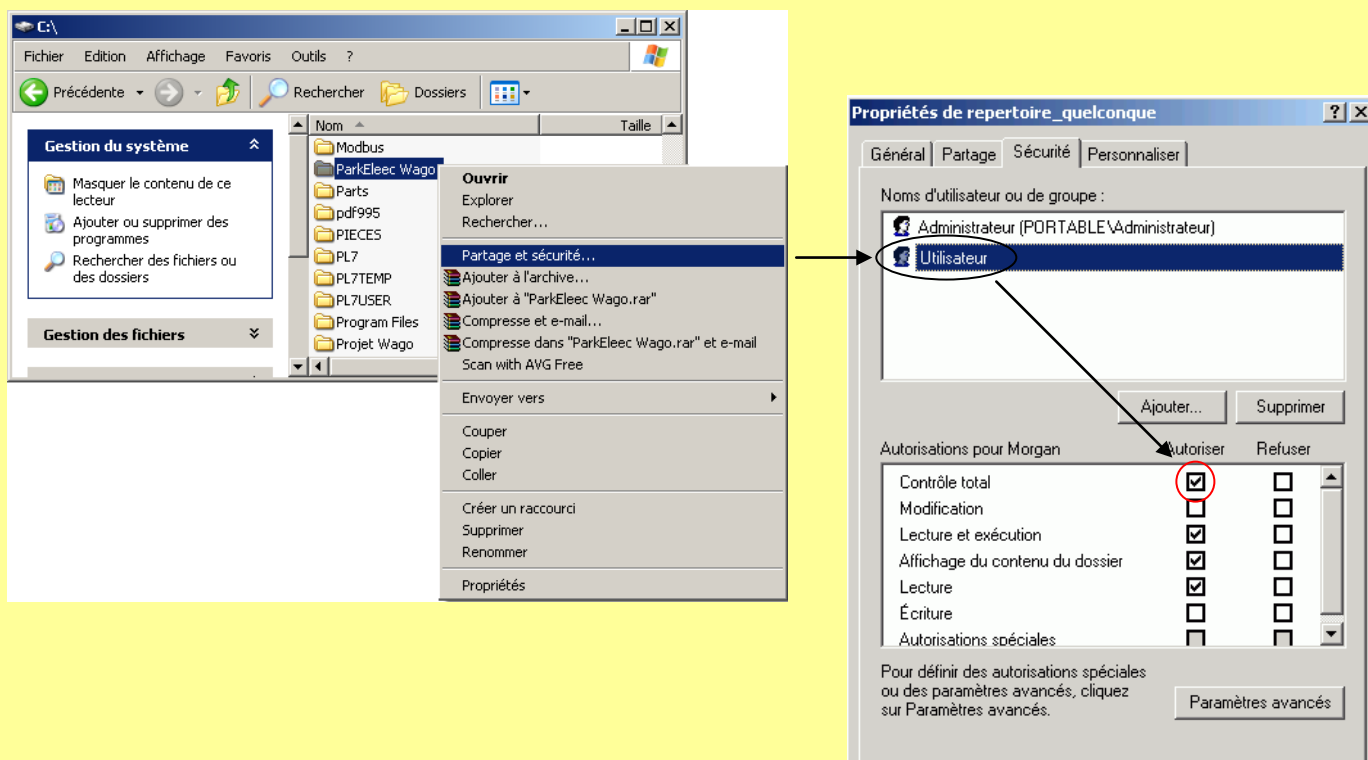 C:\
Fichier Edition Affichage Favoris Outils ?
Précédente Rechercher Dossiers
Gestion du système
Masquer le contenu de ce
lecteur
Ajouter ou supprimer des
programmes
Rechercher des fichiers ou
des dossiers
Gestion des fichiers
Nom Taille
Modbus
ParkEleec Wago
Parts
pdf995
PIECES
PL7
PL7TEMP
PL7USER
Program Files
Projet Wago
Ouvrir
Explorer
Rechercher...
Partage et sécurité...
Ajouter à l'archive...
Ajouter à "ParkEleec Wago.rar"
Compresse et e-mail...
Compresse dans "ParkEleec Wago.rar" et e-mail
Scan with AVG Free
Envoyer vers
Couper
Copier
Coller
Créer un raccourci
Supprimer
Renommer
Propriétés
Propriétés de repertoire_quelconque
Général Partage Sécurité Personnaliser
Noms d'utilisateur ou de groupe :
Administrateur (PORTABLE\Administrateur)
Utilisateur
Ajouter... Supprimer
Autorisations pour Morgan Autoriser Refuser
Contrôle total
Modification
Lecture et exécution
Affichage du contenu du dossier
Lecture
Écriture
Autorisations spéciales
Pour définir des autorisations spéciales
ou des paramètres avancés, cliquez
sur Paramètres avancés.
Paramètres avancés